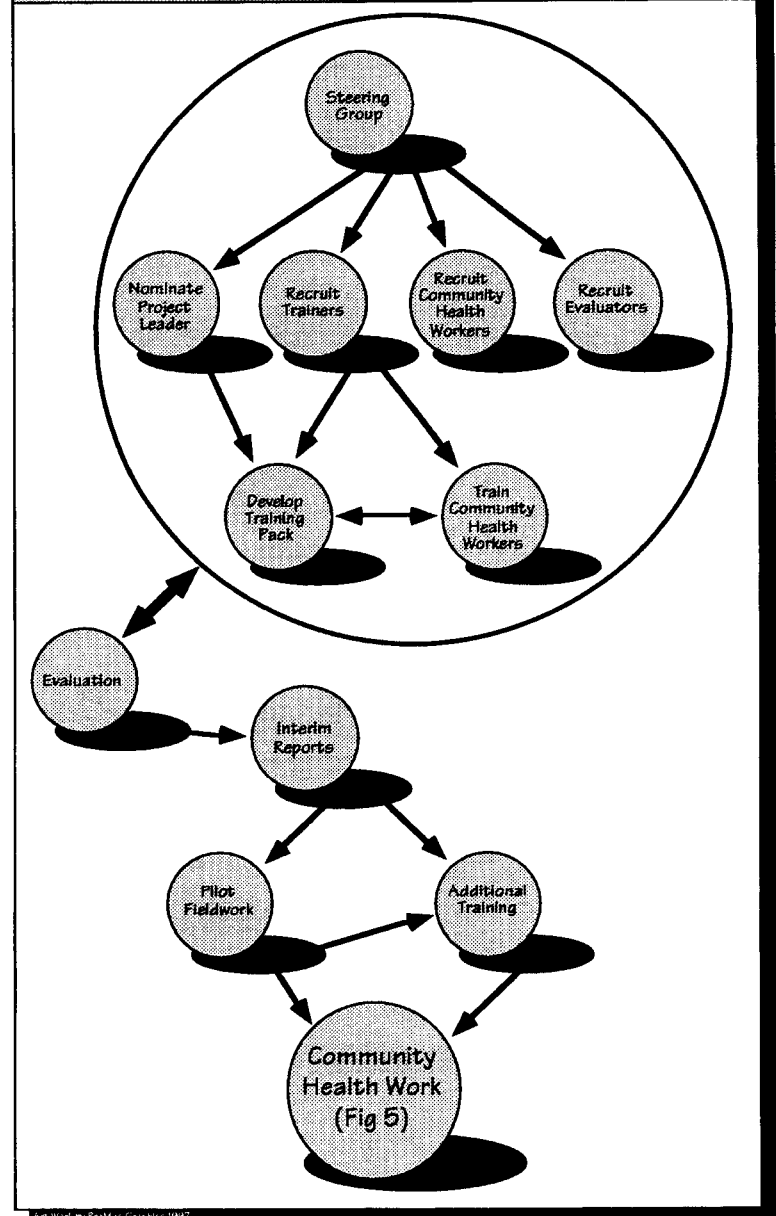 Steering
Group
Nominate
Project
Leader
Recruit
Trainers
Recruit
Community
Health
Workers
Recruit
Evaluators
Develop
Training
Pack
Train
Community
Health
Workers
Evaluation
Interim
Reports
Pilot
Fieldwork
Additional
Training
Community
Health Work
(Fig 5)